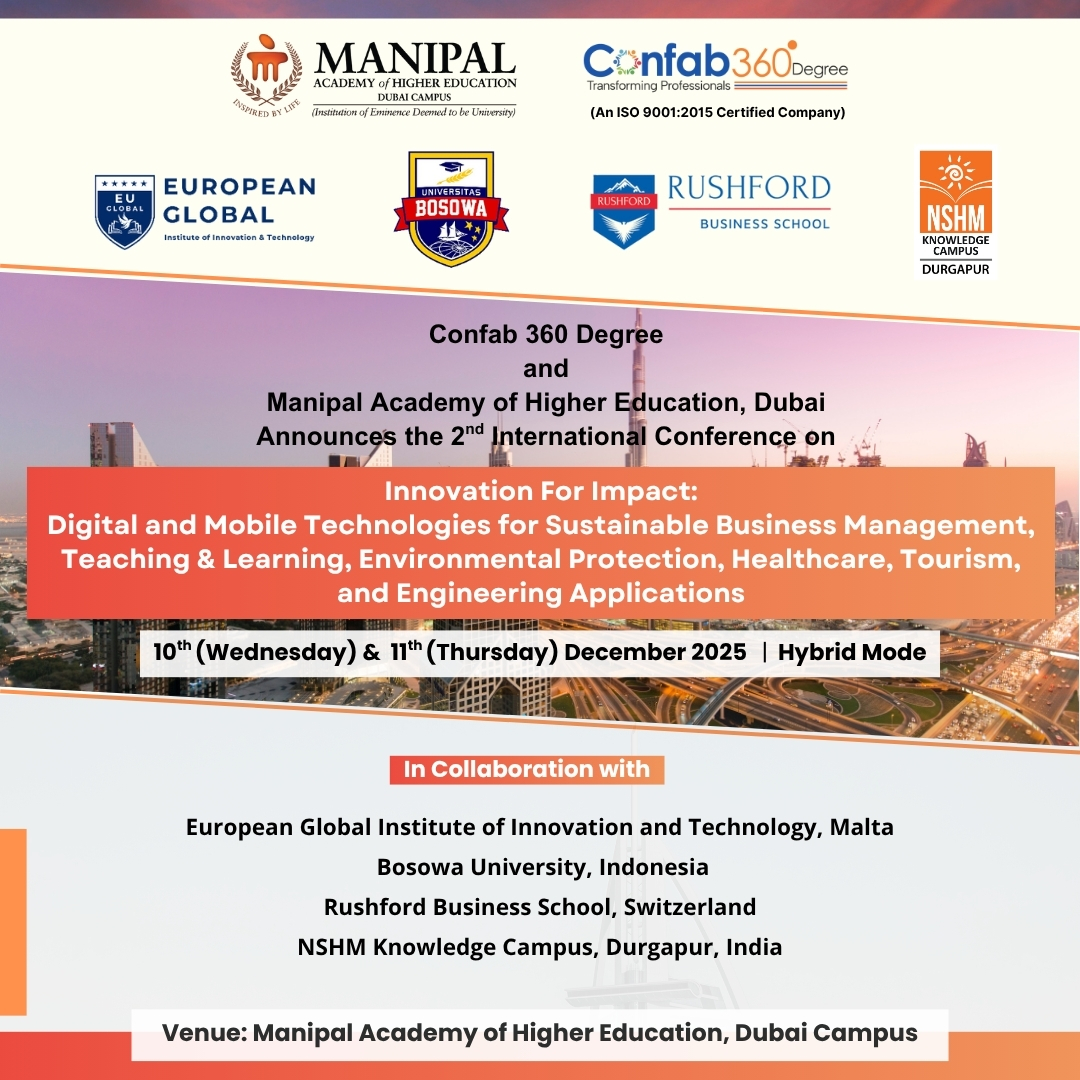 MANIPAL
ACADEMY of HIGHER EDUCATION
DUBAI CAMPUS
(Institution of Eminence Deemed to be University)
INSPIRED BY LIFE
Confab360°Degree
Transforming Professionals
(An ISO 9001:2015 Certified Company)
EU
GLOBAL
EUROPEAN
GLOBAL
Institute of Innovation & Technology
UNIVERSITAS
BOSOWA
RUSHFORD
RUSHFORD
BUSINESS SCHOOL
NSHM
KNOWLEDGE
CAMPUS
DURGAPUR
Confab 360 Degree
and
Manipal Academy of Higher Education, Dubai
Announces the 2nd International Conference on
Innovation For Impact:
Digital and Mobile Technologies for Sustainable Business Management,
Teaching & Learning, Environmental Protection, Healthcare, Tourism,
and Engineering Applications
10th (Wednesday) & 11th (Thursday) December 2025 | Hybrid Mode
In Collaboration with
European Global Institute of Innovation and Technology, Malta
Bosowa University, Indonesia
Rushford Business School, Switzerland
NSHM Knowledge Campus, Durgapur, India
Venue: Manipal Academy of Higher Education, Dubai Campus